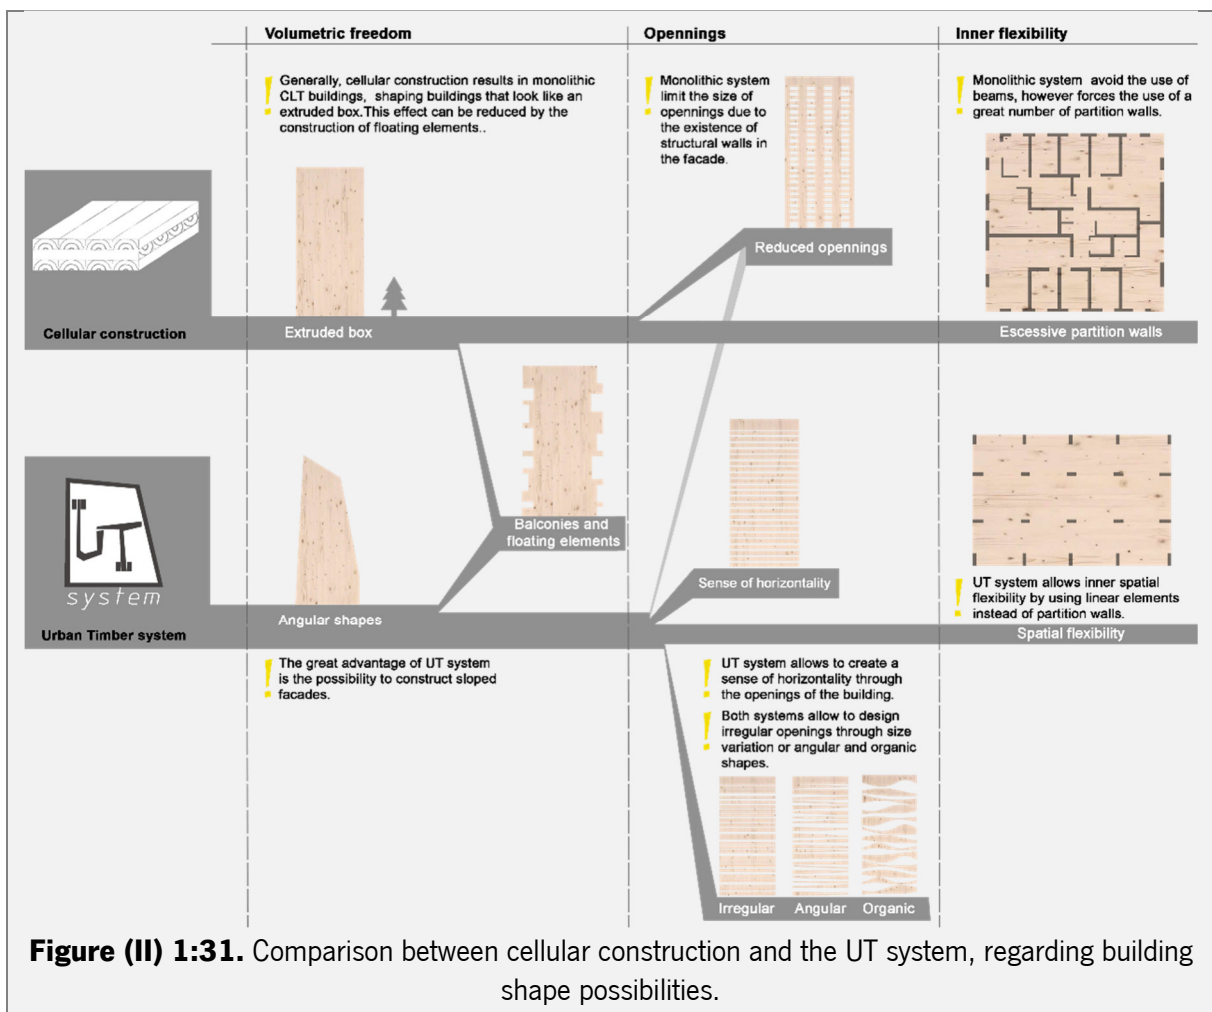 Volumetric freedom
Opennings
Inner flexibility
Generally, cellular construction results in monolithic
CLT buildings, shaping buildings that look like an
extruded box.This effect can be reduced by the
construction of floating elements..
Monolithic system
limit the size of
opennings due to
the existence of
structural walls in
the facade.
Monolithic system avoid the use of
beams, however forces the use of a
great number of partition walls.
Reduced opennings
Cellular construction
Extruded box
Escessive partition walls
Balconies and
floating elements
UT
system
Sense of horizontality
UT system allows inner spatial
flexibility by using linear elements
instead of partition walls.
Urban Timber system
Angular shapes
Spatial flexibility
The great advantage of UT system
is the possibility to construct sloped
facades.
UT system allows to create a
sense of horizontality through
the openings of the building.
Both systems allow to design
irregular openings through size
variation or angular and organic
shapes.
Irregular
Angular
Organic
Figure (II) 1:31. Comparison between cellular construction and the UT system, regarding building
shape possibilities.